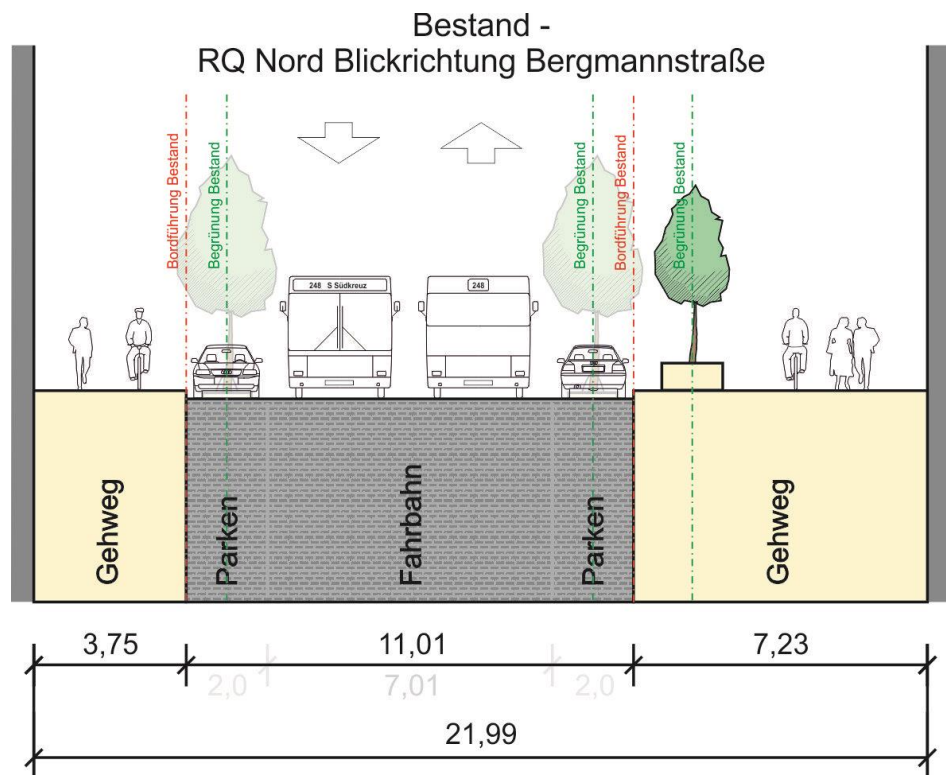 Bestand -
RQ Nord Blickrichtung Bergmannstraße
Bordführung Bestand
Begrünung Bestand
Begrünung Bestand
Bordführung Bestand
Begrünung Bestand
248 S Südkreuz
248
Gehweg
Parken
Fahrbahn
Parken
Gehweg
3,75
11,01
7,23
2,0
7,01
2,0
21,99